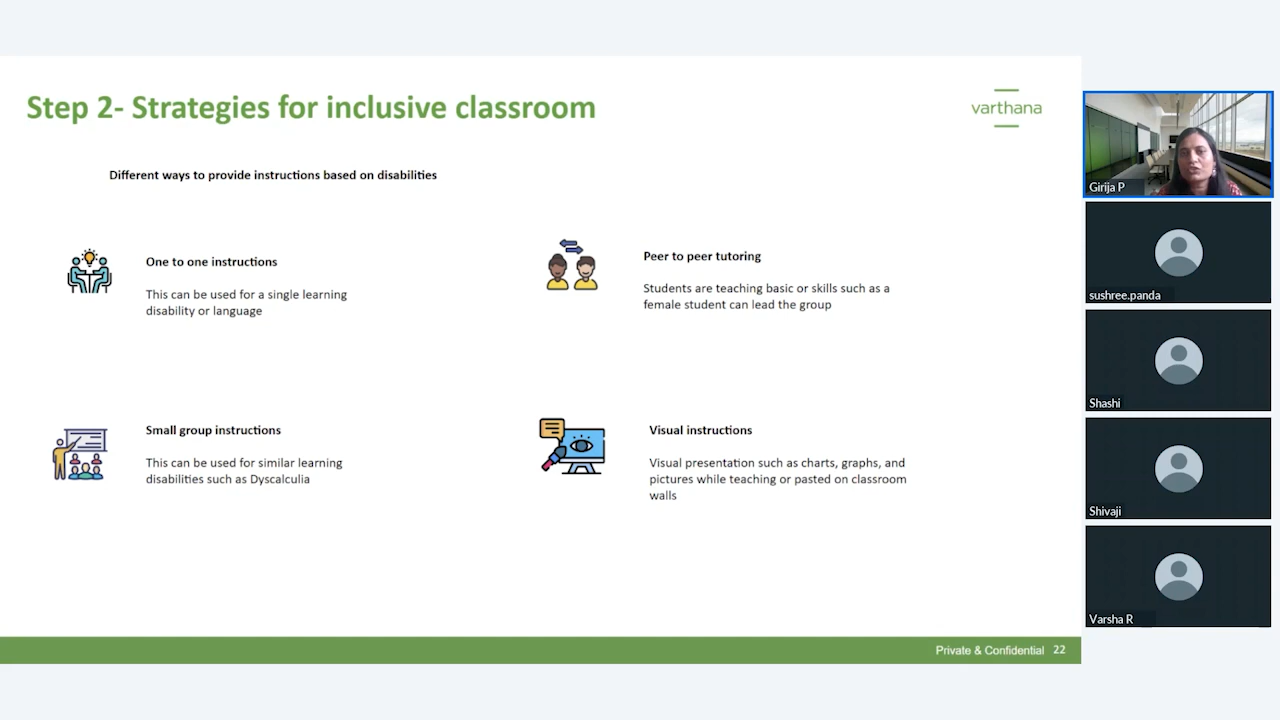 Step 2- Strategies for inclusive classroom
varthana
Different ways to provide instructions based on disabilities
One to one instructions
This can be used for a single learning
disability or language
Peer to peer tutoring
Students are teaching basic or skills such as a
female student can lead the group
Small group instructions
This can be used for similar learning
disabilities such as Dyscalculia
Visual instructions
Visual presentation such as charts, graphs, and
pictures while teaching or pasted on classroom
walls
Private & Confidential 22
Girija P
sushree.panda
Shashi
Shivaji
Varsha R